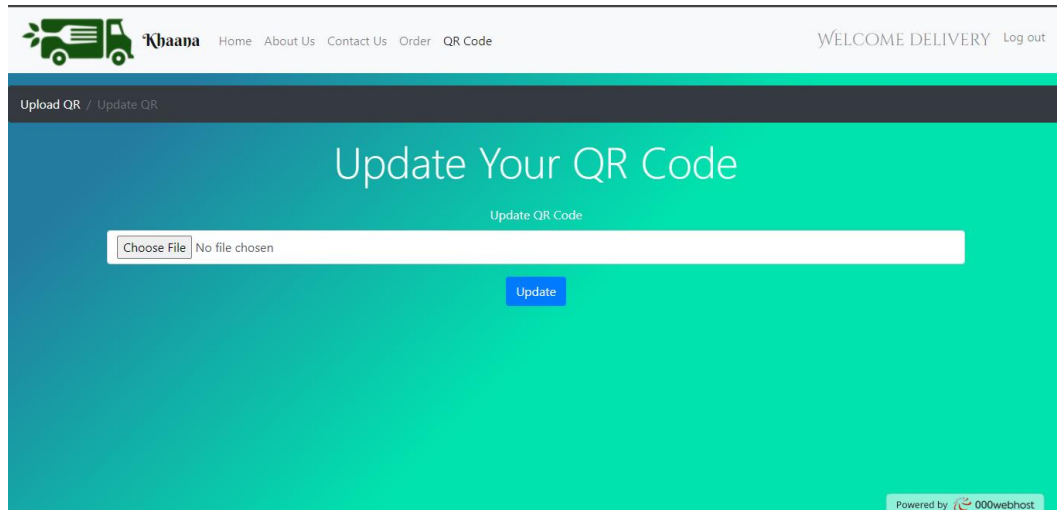 Khaana Home About Us Contact Us Order QR Code WELCOME DELIVERY Log out
Upload QR / Update QR
Update Your QR Code
Update QR Code
Choose File No file chosen
Update
Powered by 000webhost